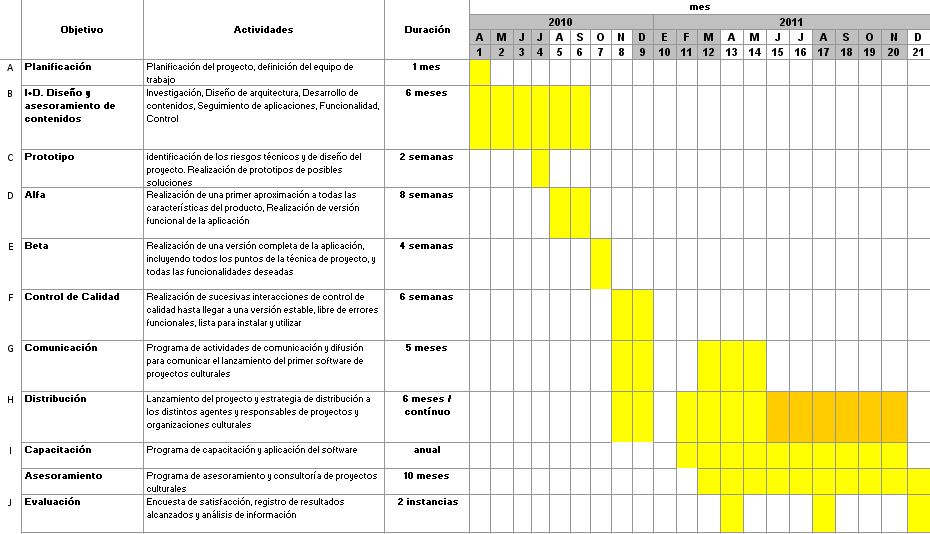 mes
Objetivo Actividades Duración 2010 2011
A M J J A S O N D E F M A M J J A S O N D
1 2 3 4 5 6 7 8 9 10 11 12 13 14 15 16 17 18 19 20 21
A Planificación Planificación del proyecto, definición del equipo de 1 mes
trabajo
B I+D. Diseño y Investigación, Diseño de arquitectura, Desarrollo de 6 meses
asesoramiento de contenidos, Seguimiento de aplicaciones, Funcionalidad,
contenidos Control
C Prototipo identificación de los riesgos técnicos y de diseño del 2 semanas
proyecto. Realización de prototipos de posibles
soluciones
D Alfa Realización de una primer aproximación a todas las 8 semanas
características del producto, Realización de versión
funcional de la aplicación
E Beta Realización de una versión completa de la aplicación, 4 semanas
incluyendo todos los puntos de la técnica de proyecto, y
todas las funcionalidades deseadas
F Control de Calidad Realización de sucesivas interacciones de control de 6 semanas
calidad hasta llegar a una versión estable, libre de errores
funcionales, lista para instalar y utilizar
G Comunicación Programa de actividades de comunicación y difusión 5 meses
para comunicar el lanzamiento del primer software de
proyectos culturales
H Distribución Lanzamiento del proyecto y estrategia de distribución a 6 meses /
los distintos agentes y responsables de proyectos y contínuo
organizaciones culturales
I Capacitación Programa de capacitación y aplicación del software anual
Asesoramiento Programa de asesoramiento y consultoría de proyectos 10 meses
culturales
J Evaluación Encuesta de satisfacción, registro de resultados 2 instancias
alcanzados y análisis de información